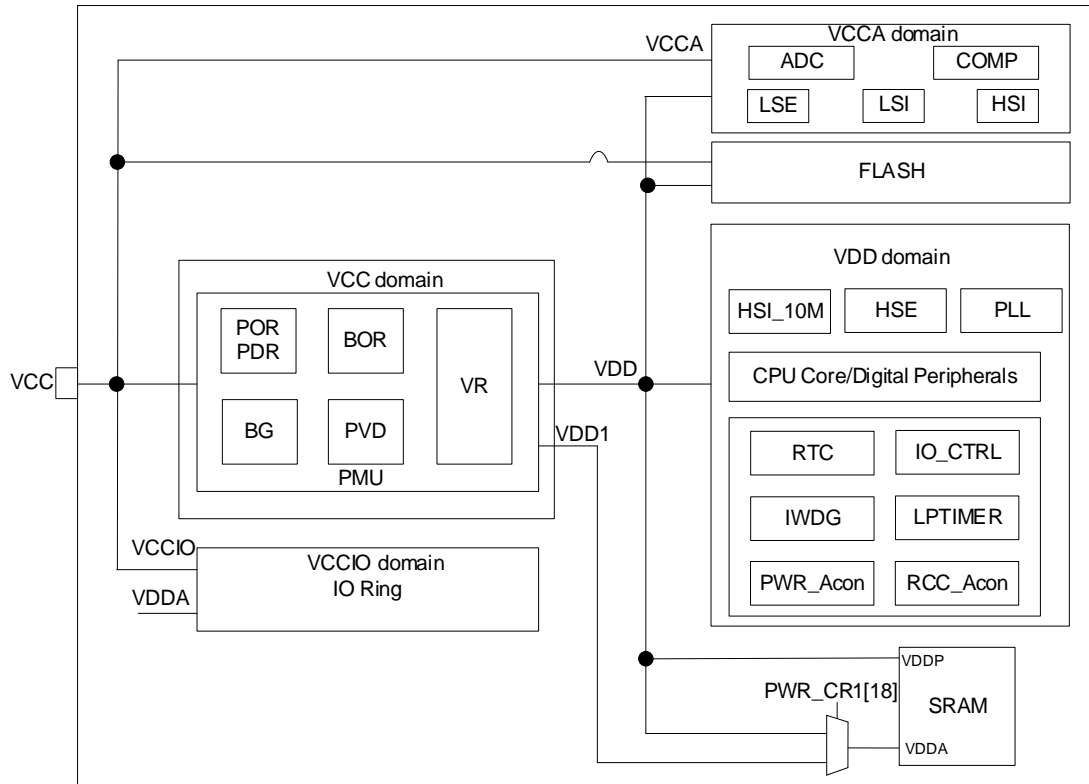 VCCA domain
VCCA
ADC
COMP
LSE
LSI
HSI
FLASH
VCC domain
POR
PDR
BOR
VR
BG
PVD
PMU
VCC
VDD
VDD1
VDD domain
HSI_10M
HSE
PLL
CPU Core/Digital Peripherals
RTC
IO_CTRL
IWDG
LPTIMER
PWR_Acon
RCC_Acon
VCCIO
VCCIO domain
IO Ring
VDDA
PWR_CR1[18]
VDDP
SRAM
VDDA